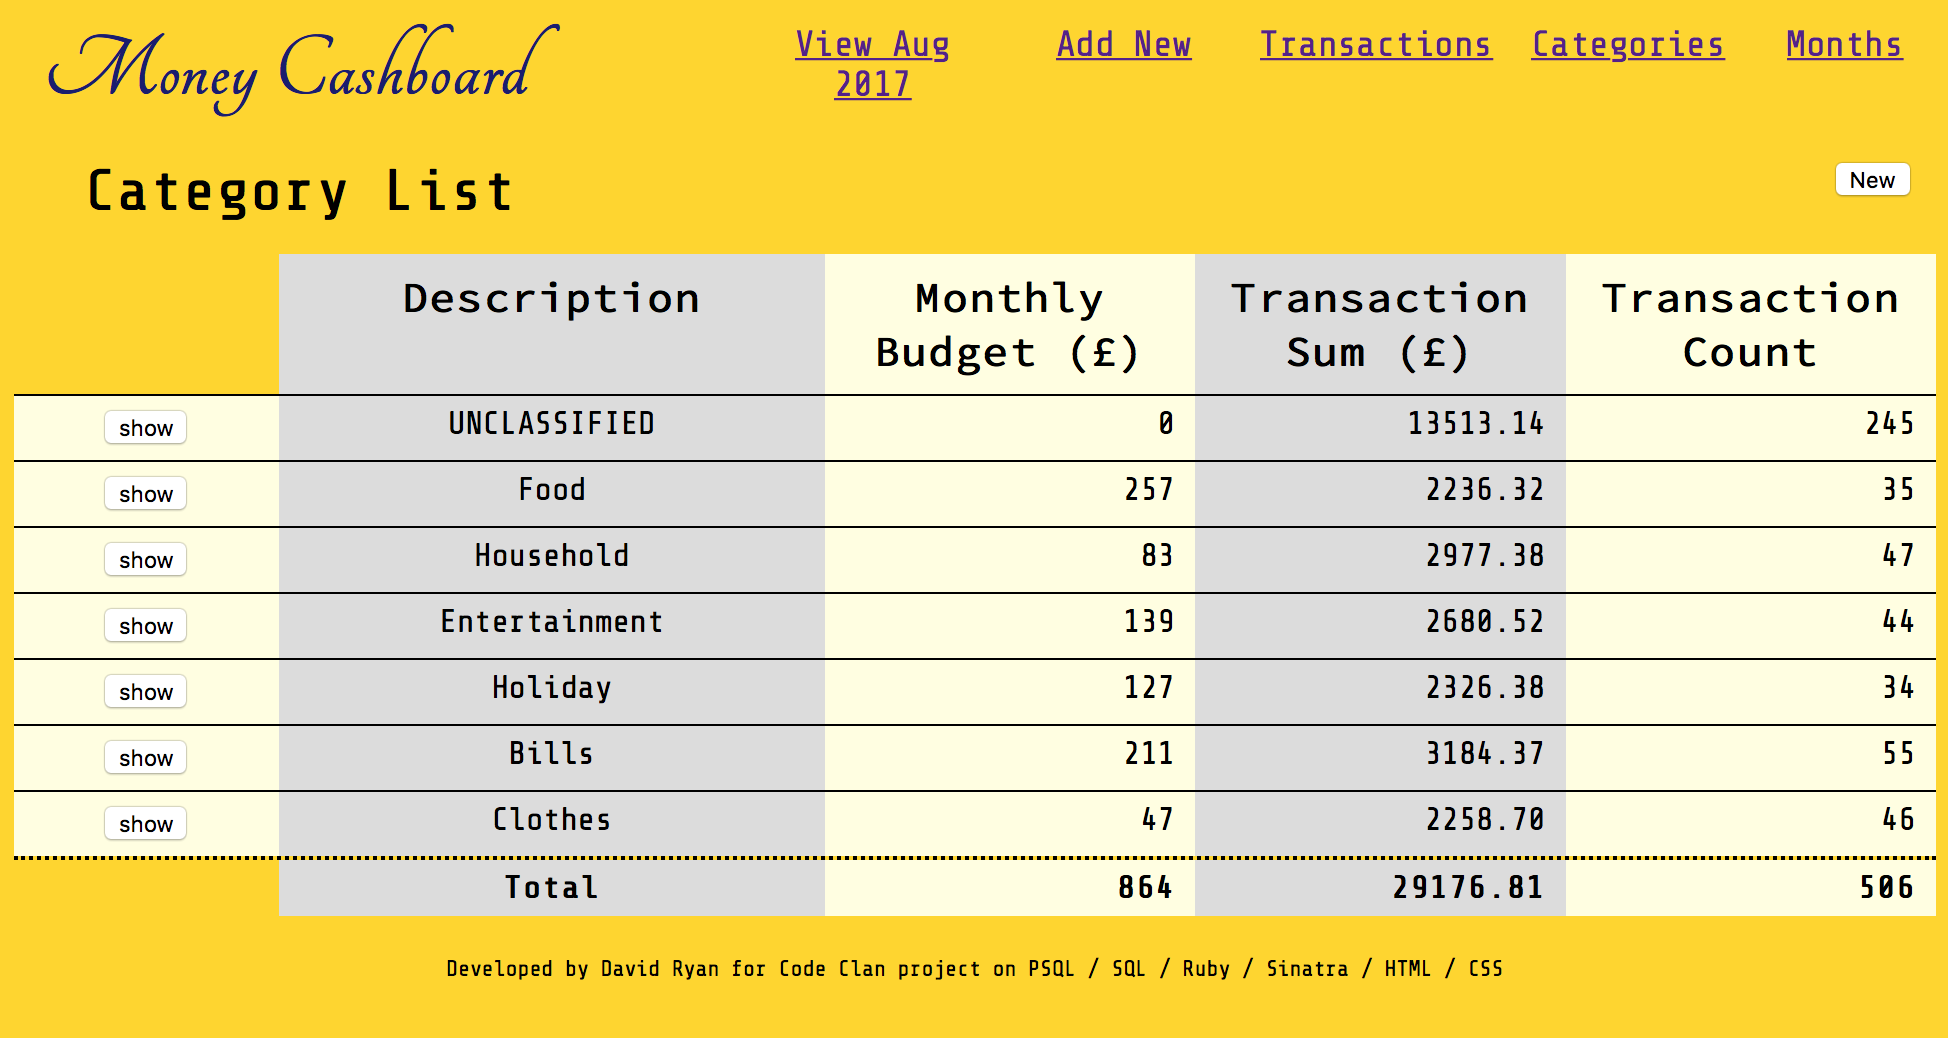 Money Cashboard
View Aug 2017
Add New
Transactions
Categories
Months
Category List
New
Description
Monthly Budget (£)
Transaction Sum (£)
Transaction Count
show UNCLASSIFIED 0 13513.14 245
show Food 257 2236.32 35
show Household 83 2977.38 47
show Entertainment 139 2680.52 44
show Holiday 127 2326.38 34
show Bills 211 3184.37 55
show Clothes 47 2258.70 46
Total 864 29176.81 506
Developed by David Ryan for Code Clan project on PSQL / SQL / Ruby / Sinatra / HTML / CSS